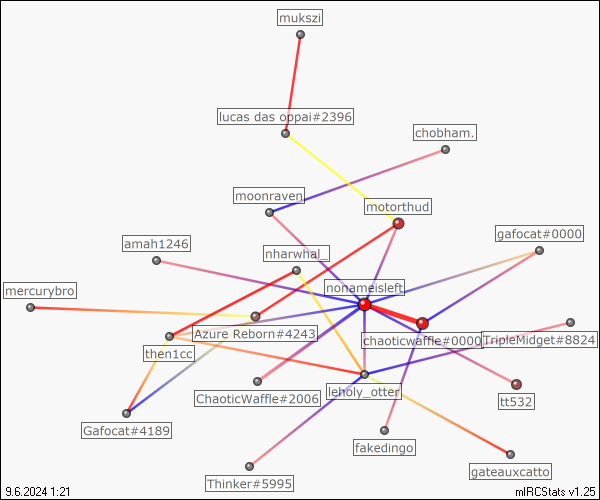 mukszi
lucas das oppai#2396
chobham.
moonraven
motorthud
gafocat#0000
amah1246
nharwhal_
nonameisleft
mercurybro
Azure Reborn#4243
chaoticwaffle#0000
TripleMidget#8824
then1cc
ChaoticWaffle#2006
leholy_otter
tt532
Gafocat#4189
fakedingo
gateauxcatto
Thinker#5995
9.6.2024 1:21
mIRCStats v1.25